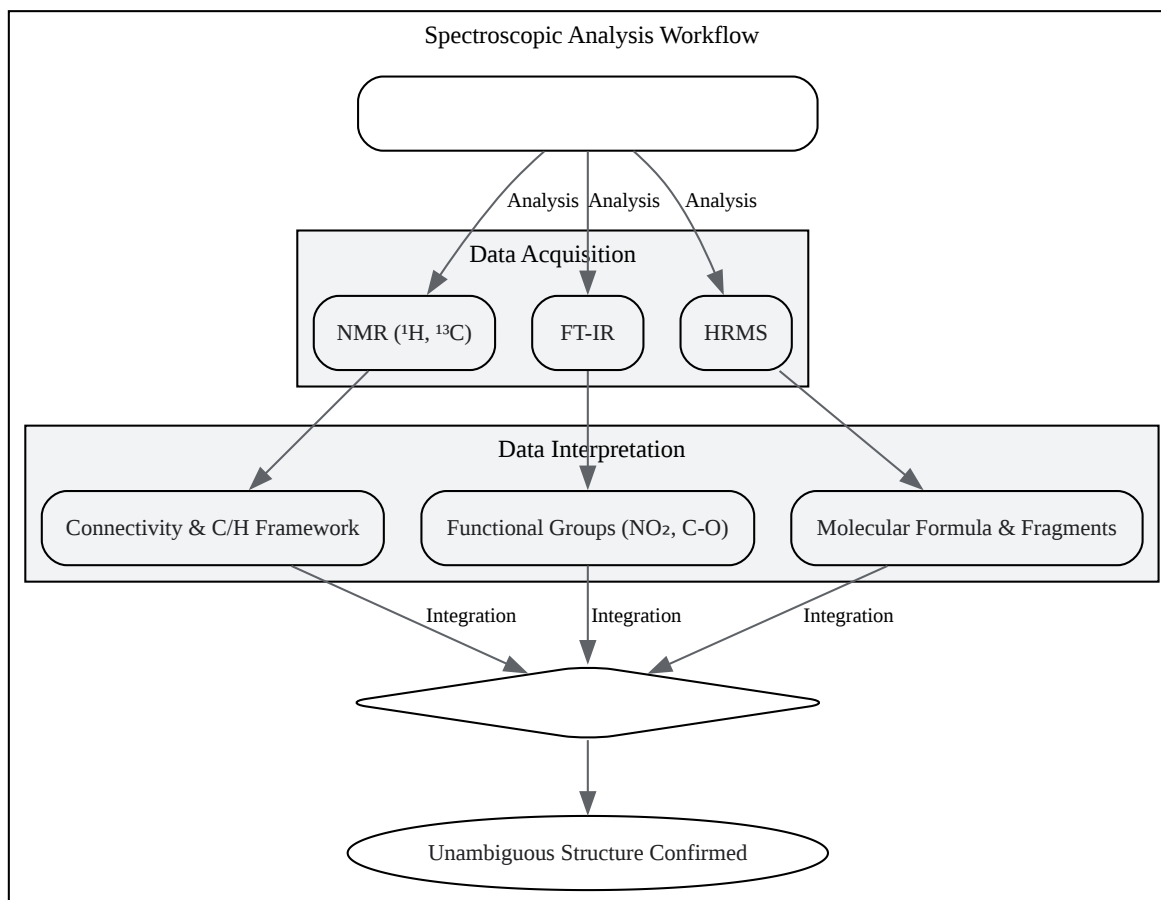 Spectroscopic Analysis Workflow
Analysis Analysis Analysis
Data Acquisition
NMR (¹H, ¹³C) FT-IR HRMS
Data Interpretation
Connectivity & C/H Framework Functional Groups (NO₂, C-O) Molecular Formula & Fragments
Integration Integration Integration
Unambiguous Structure Confirmed